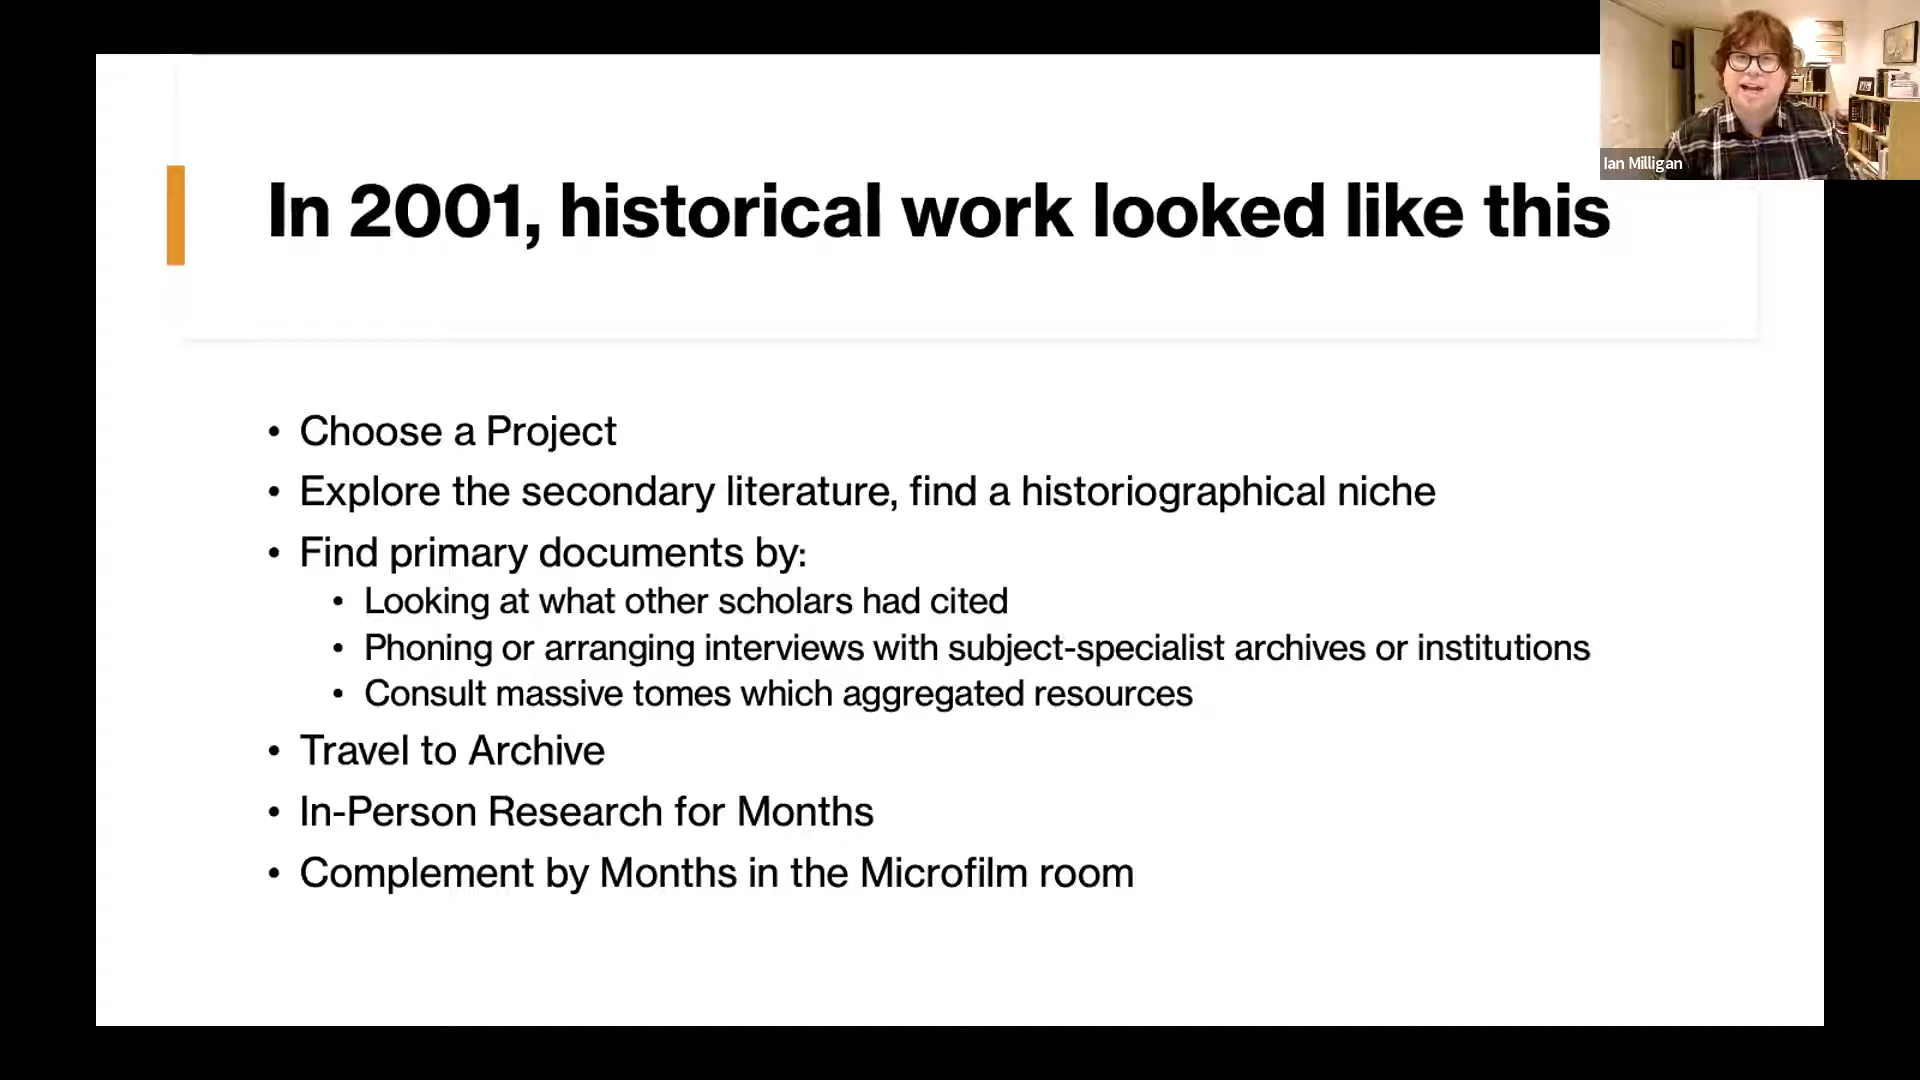 In 2001, historical work looked like this
Ian Milligan
• Choose a Project
• Explore the secondary literature, find a historiographical niche
• Find primary documents by:
• Looking at what other scholars had cited
• Phoning or arranging interviews with subject-specialist archives or institutions
• Consult massive tomes which aggregated resources
• Travel to Archive
• In-Person Research for Months
• Complement by Months in the Microfilm room